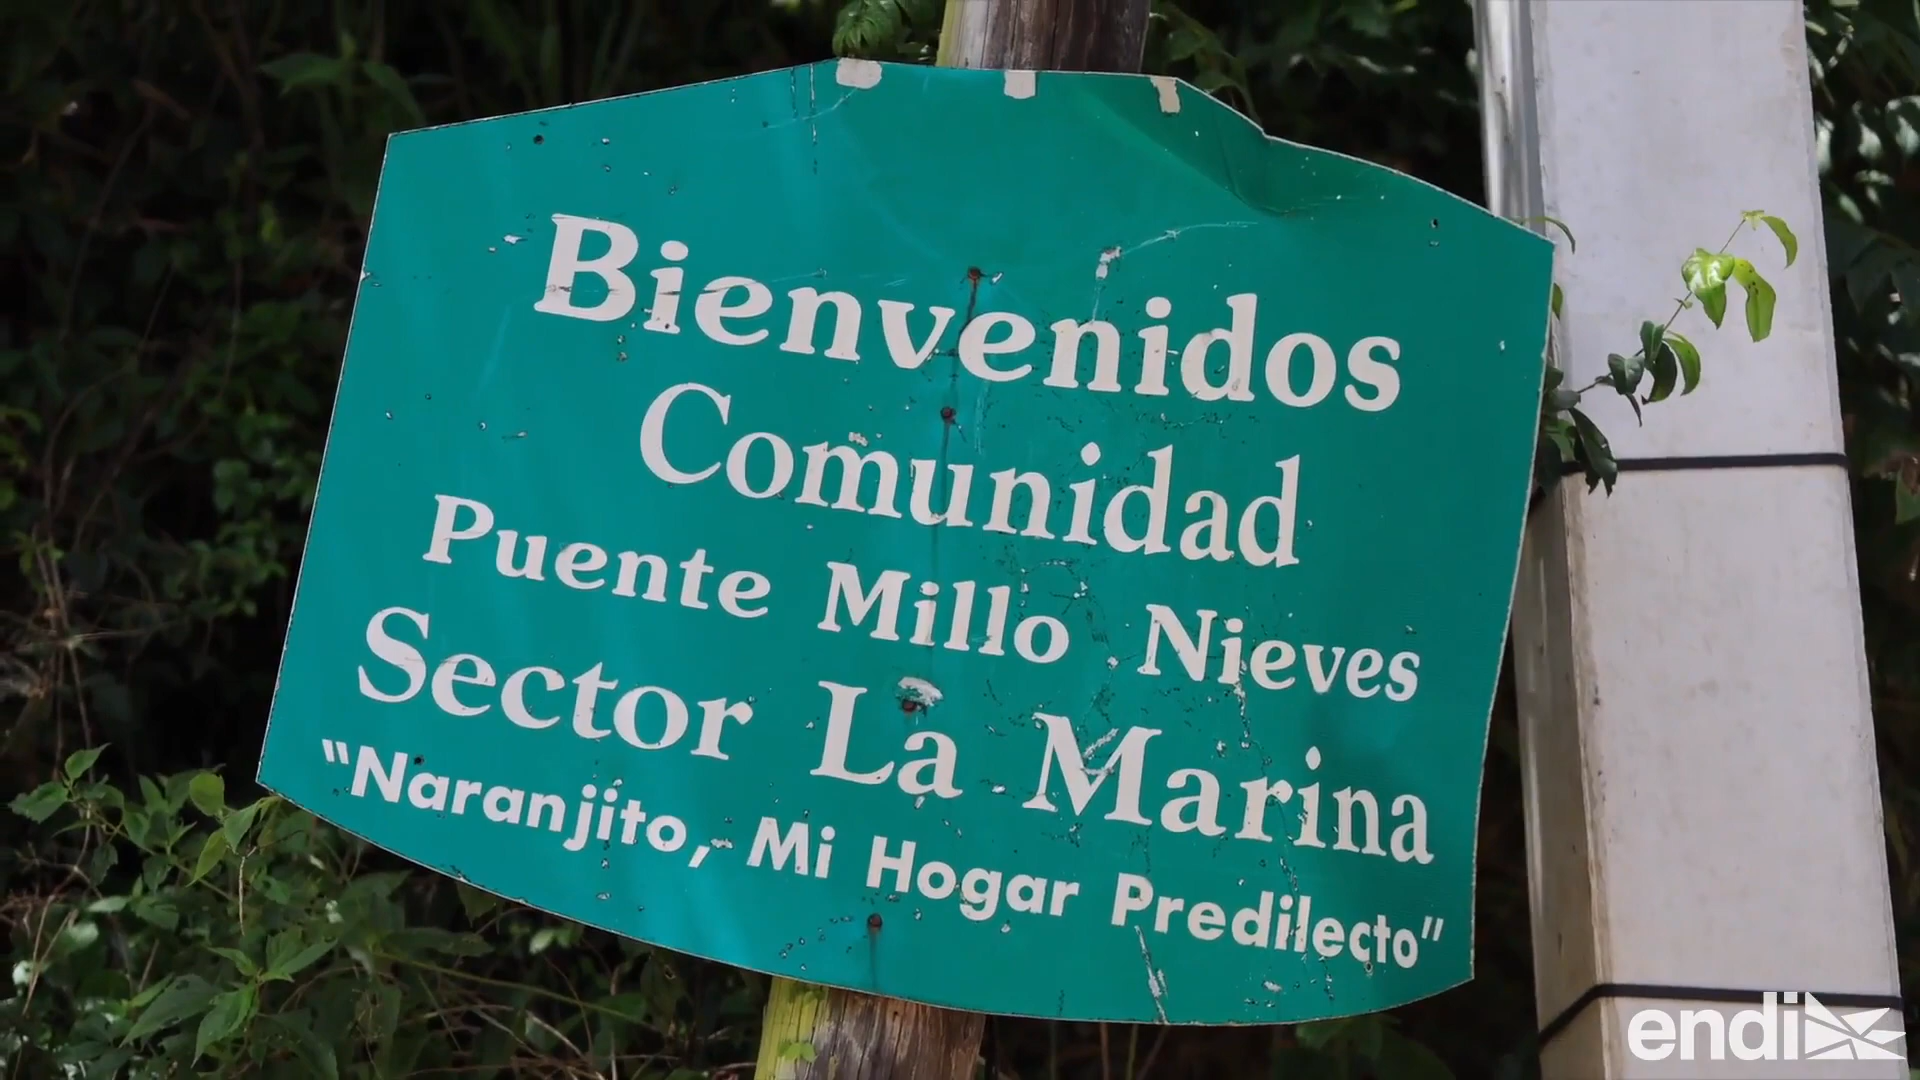 Bienvenidos
Comunidad
Puente Millo Nieves
Sector La Marina
"Naranjito, Mi Hogar Predilecto"
endi